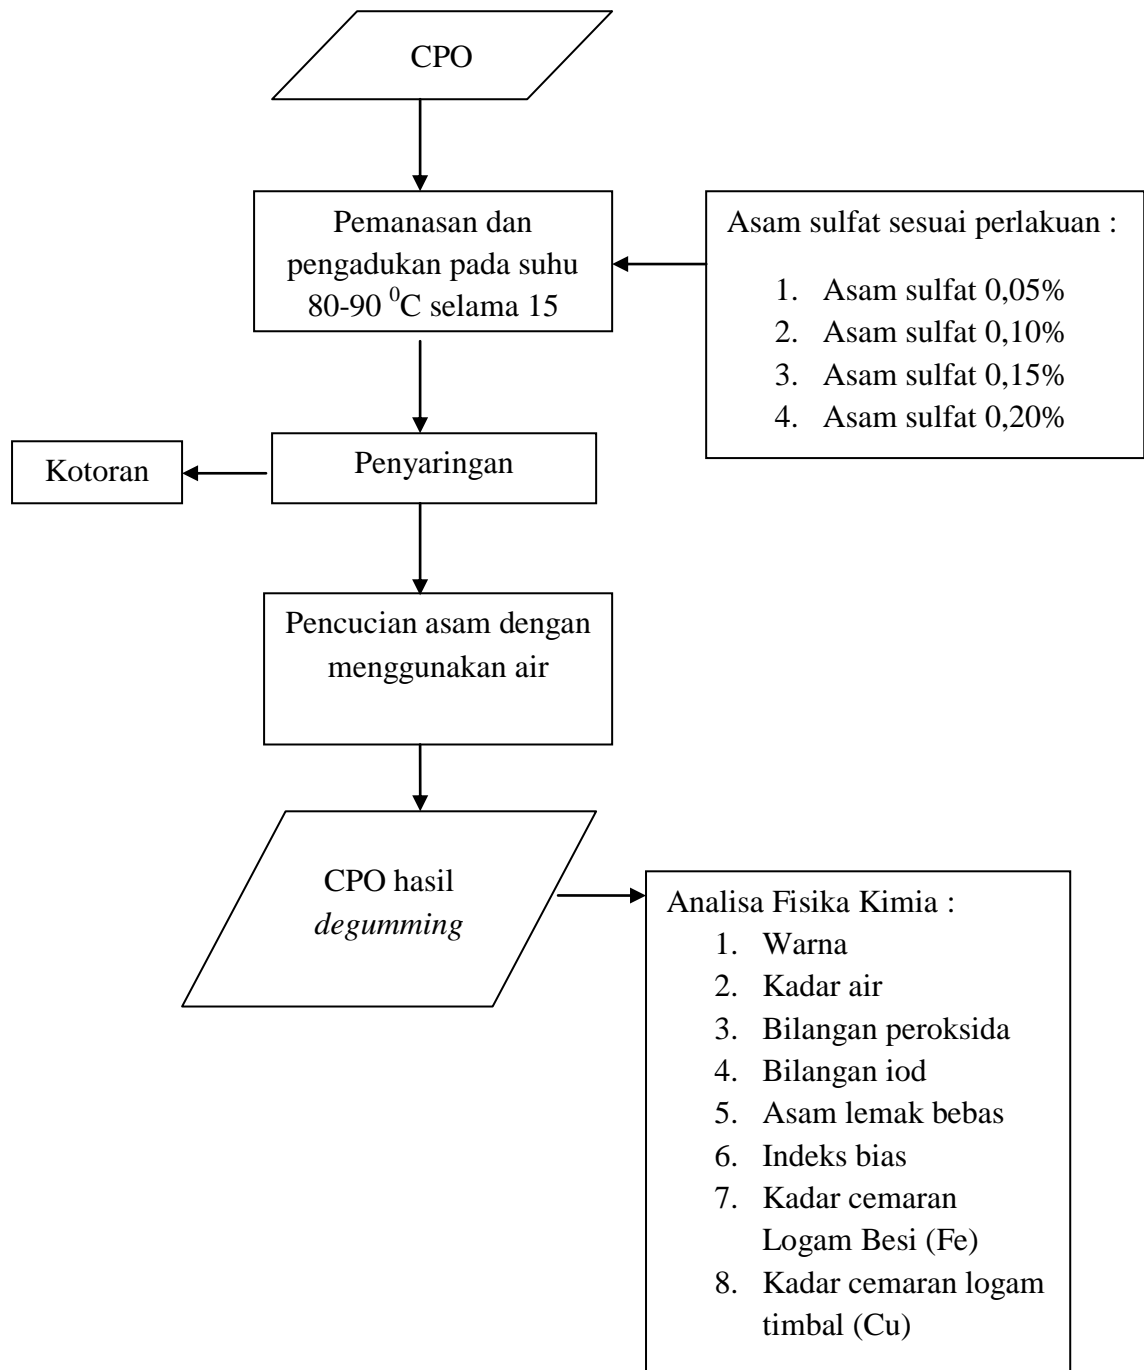 CPO
Pemanasan dan
pengadukan pada suhu
80-90 ⁰C selama 15
Asam sulfat sesuai perlakuan :
1. Asam sulfat 0,05%
2. Asam sulfat 0,10%
3. Asam sulfat 0,15%
4. Asam sulfat 0,20%
Kotoran
Penyaringan
Pencucian asam dengan
menggunakan air
CPO hasil
degumming
Analisa Fisika Kimia :
1. Warna
2. Kadar air
3. Bilangan peroksida
4. Bilangan iod
5. Asam lemak bebas
6. Indeks bias
7. Kadar cemaran
Logam Besi (Fe)
8. Kadar cemaran logam
timbal (Cu)